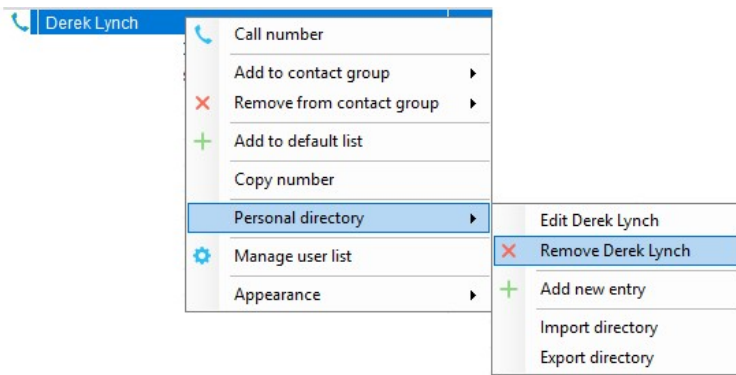 Derek Lynch
Call number
Add to contact group
Remove from contact group
Add to default list
Copy number
Personal directory
Manage user list
Appearance
Edit Derek Lynch
Remove Derek Lynch
Add new entry
Import directory
Export directory